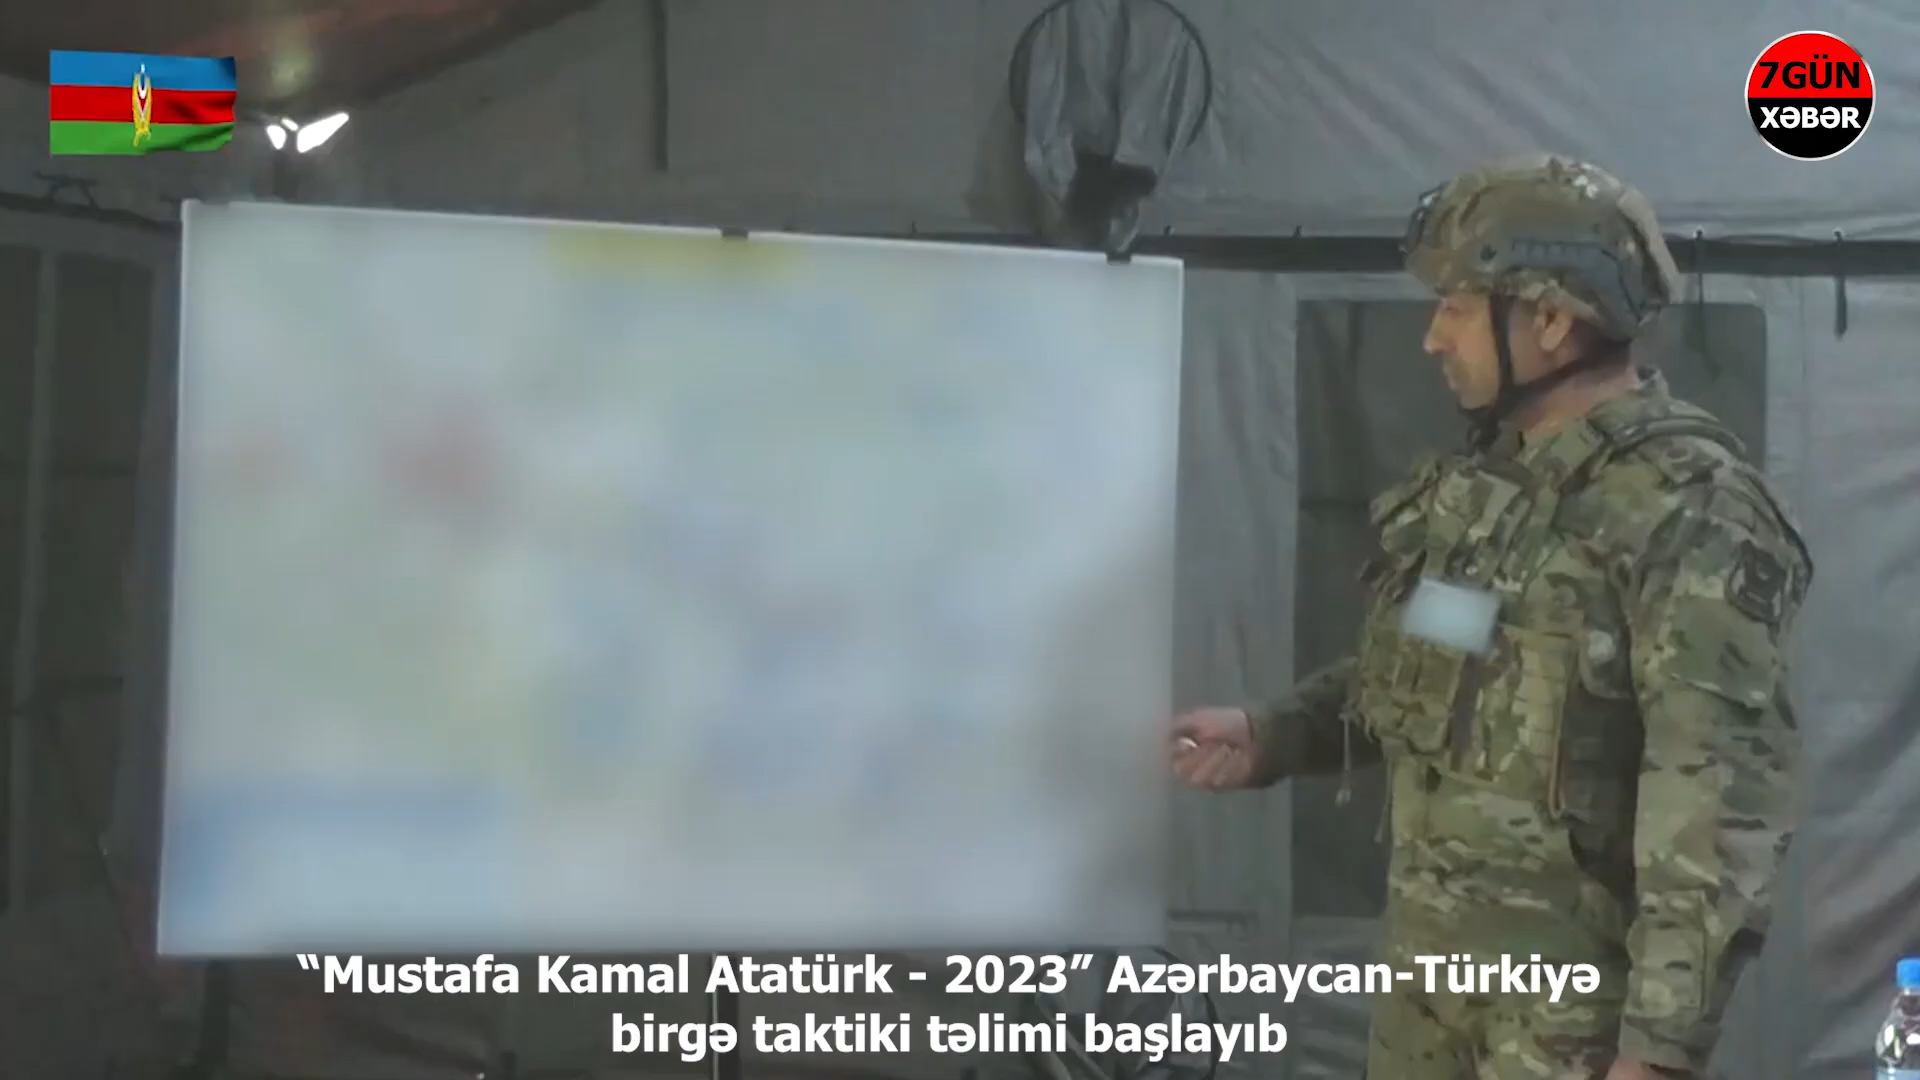 7GÜN
XƏBƏR
“Mustafa Kamal Atatürk - 2023” Azərbaycan-Türkiyə
birgə taktiki təlimi başlayıb